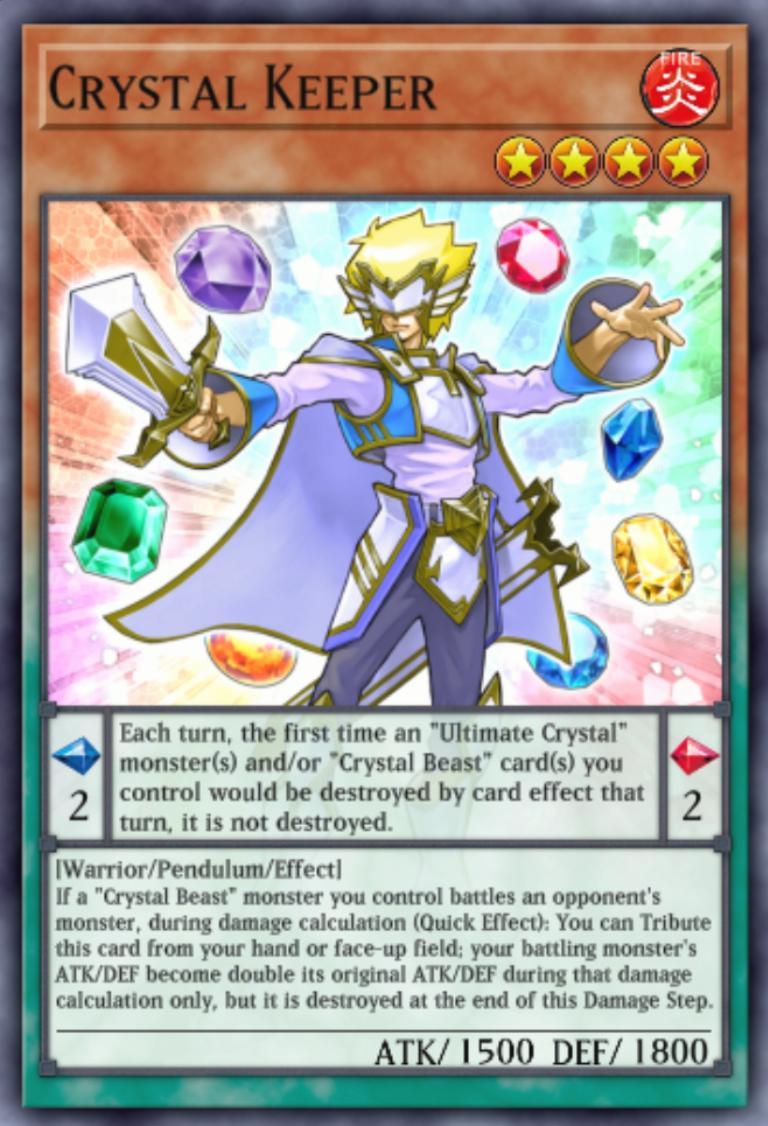 CRYSTAL KEEPER
FIRE
炎
Each turn, the first time an "Ultimate Crystal"
monster(s) and/or "Crystal Beast" card(s) you
control would be destroyed by card effect that
turn, it is not destroyed.
2
2
[Warrior/Pendulum/Effect]
If a "Crystal Beast" monster you control battles an opponent's
monster, during damage calculation (Quick Effect): You can Tribute
this card from your hand or face-up field; your battling monster's
ATK/DEF become double its original ATK/DEF during that damage
calculation only, but it is destroyed at the end of this Damage Step.
ATK/ 1500 DEF/ 1800